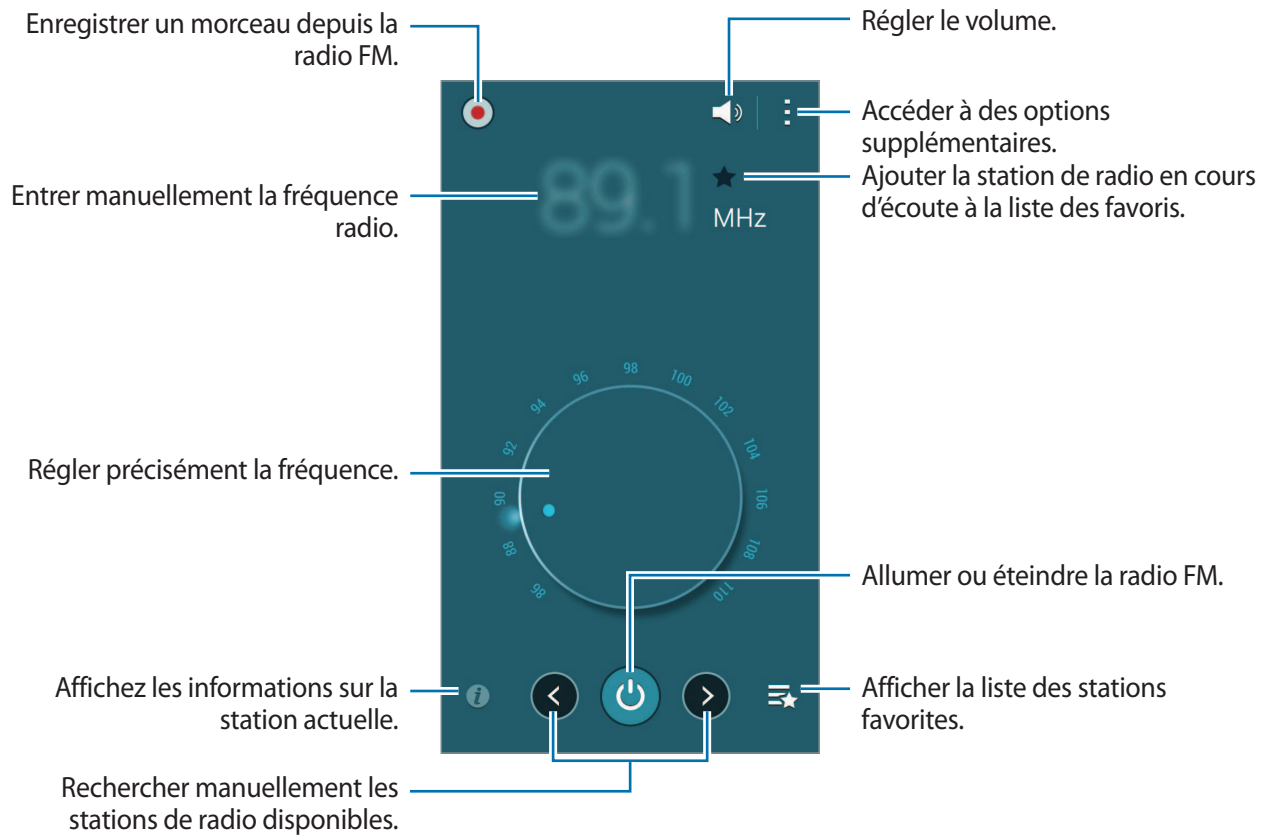 Enregistrer un morceau depuis la
radio FM.
Régler le volume.
Accéder à des options
supplémentaires.
Entrer manuellement la fréquence
radio.
Ajouter la station de radio en cours
d'écoute à la liste des favoris.
89.1
MHz
86
88
90
92
94
96
98
100
102
104
106
108
110
Régler précisément la fréquence.
Allumer ou éteindre la radio FM.
Affichez les informations sur la
station actuelle.
i
Afficher la liste des stations
favorites.
Rechercher manuellement les
stations de radio disponibles.